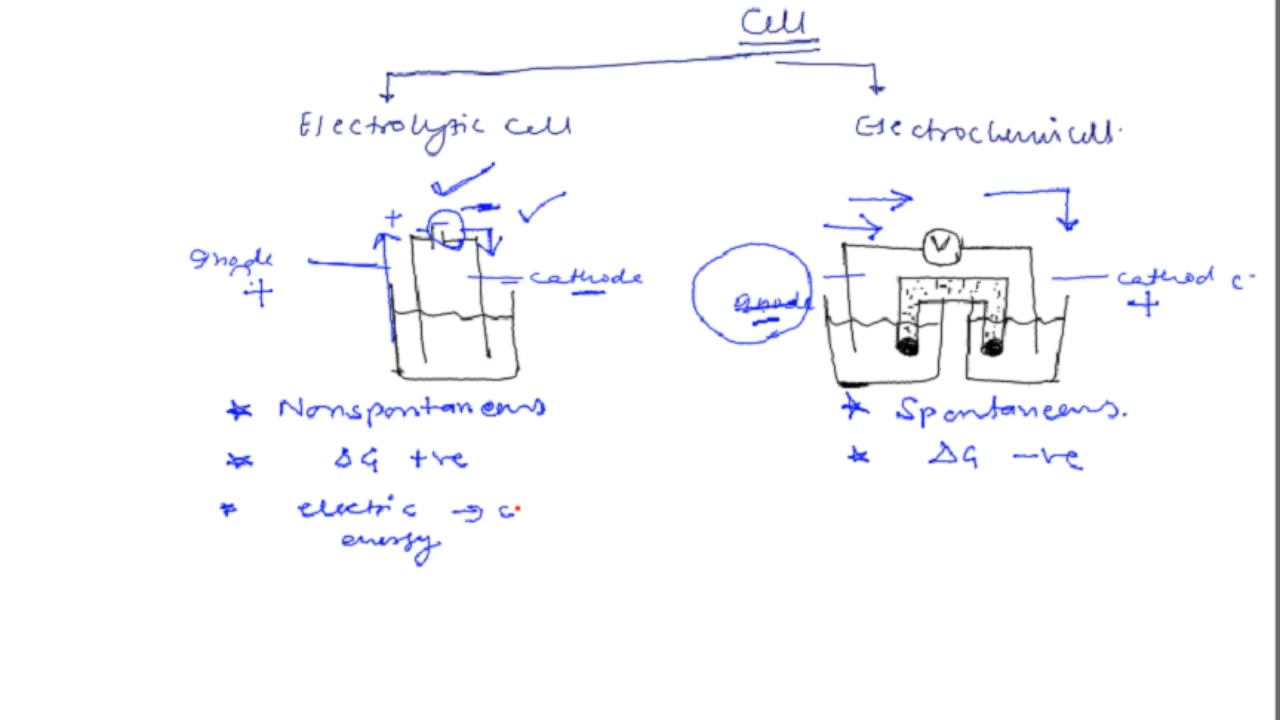 Cell
Electrolytic cell
Electrochemicell.
+
V
anode
+
cathode
anode
cathode
+
* Nonspontaneous
* Spontaneous.
* ΔG +ve
* ΔG -ve
* electric → c
energy